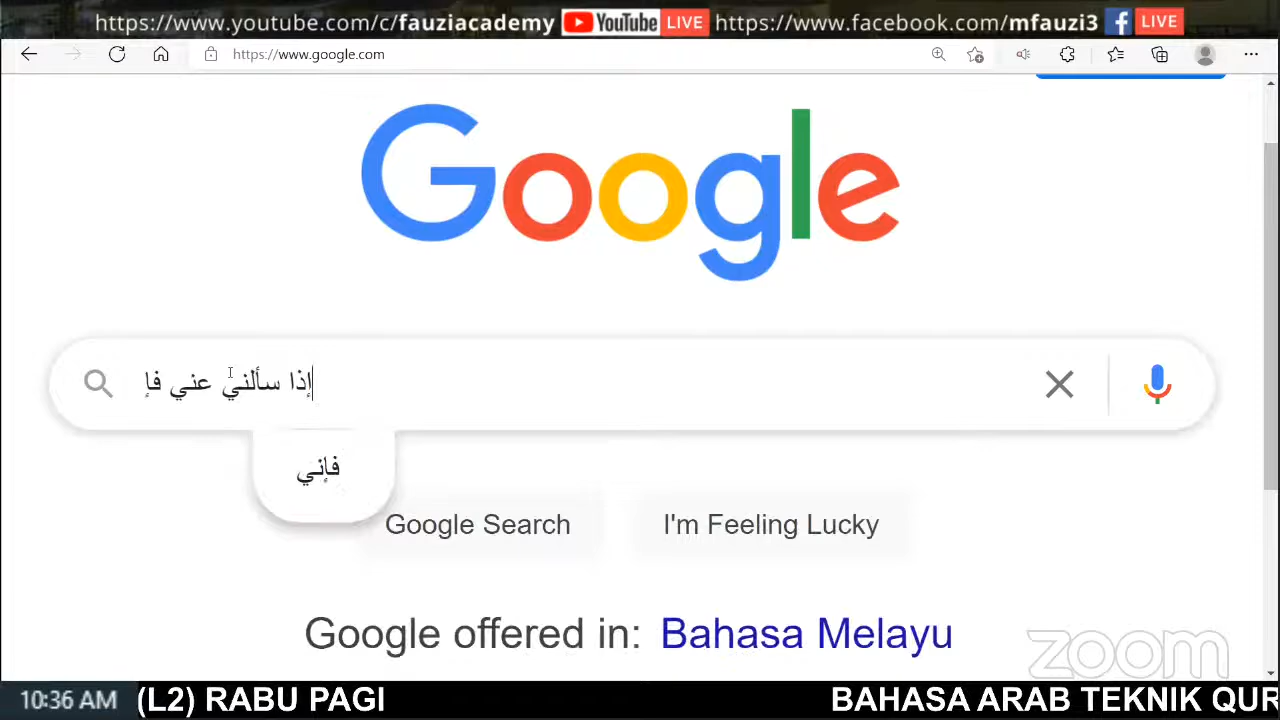 https://www.youtube.com/c/fauziacademy YouTube LIVE https://www.facebook.com/mfauzi3 f LIVE
https://www.google.com
Google
إذا سألنيْ عني فإ
فإني
Google Search I'm Feeling Lucky
Google offered in: Bahasa Melayu
zoom
10:36 AM (L2) RABU PAGI BAHASA ARAB TEKNIK QUR